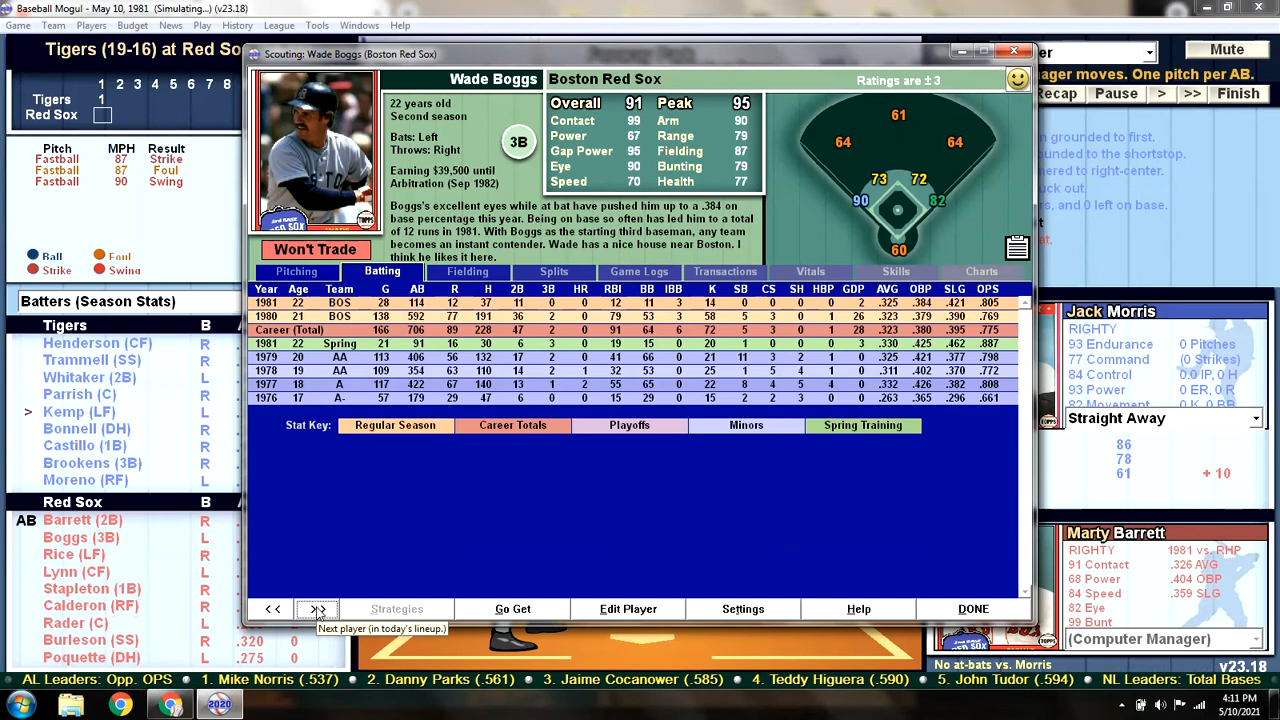 Baseball Mogul - May 10, 1981 (Simulating...) (v23.18)
Game Team Players Budget News Play History League Tools Windows Help
Tigers (19-16) at Red So
1 2 3 4 5 6 7 8
Tigers 1
Red Sox
Pitch MPH Result
Fastball 87 Strike
Fastball 87 Foul
Fastball 90 Swing
Ball Foul
Strike Swing
Batters (Season Stats)
Tigers B
Henderson (CF) R
Trammell (SS) R
Whitaker (2B) L
Parrish (C) R
> Kemp (LF) L
Bonnell (DH) R
Castillo (1B) R
Brookens (3B) R
Moreno (RF) L
Red Sox B
AB Barrett (2B) R
Boggs (3B) L
Rice (LF) R
Lynn (CF) L
Stapleton (1B) R
Calderon (RF) R
Rader (C) L
Burleson (SS) R .320 0
Poquette (DH) L .275 0
Scouting: Wade Boggs (Boston Red Sox)
Wade Boggs
Boston Red Sox
Ratings are ± 3
22 years old
Second season
Bats: Left
Throws: Right
Earning $39,500 until
Arbitration (Sep 1982)
3B
Overall 91 Peak 95
Contact 99 Arm 90
Power 67 Range 79
Gap Power 95 Fielding 87
Eye 90 Bunting 79
Speed 70 Health 77
61
64 64
73 72
90 82
60
Boggs's excellent eyes while at bat have pushed him up to a .384 on
base percentage this year. Being on base so often has led him to a total
of 12 runs in 1981. With Boggs as the starting third baseman, any team
becomes an instant contender. Wade has a nice house near Boston. I
think he likes it here.
RED SOX
TOPPS
Won't Trade
Pitching Batting Fielding Splits Game Logs Transactions Vitals Skills Charts
Year Age Team G AB R H 2B 3B HR RBI BB IBB K SB CS SH HBP GDP AVG OBP SLG OPS
1981 22 BOS 28 114 12 37 11 0 0 12 11 3 14 0 0 0 0 2 .325 .384 .421 .805
1980 21 BOS 138 592 77 191 36 2 0 79 53 3 58 5 3 0 0 26 .323 .379 .390 .769
Career (Total) 166 706 89 228 47 2 0 91 64 6 72 5 3 0 0 28 .323 .380 .395 .775
1981 22 Spring 21 91 16 30 6 3 0 19 15 0 20 1 0 0 0 3 .330 .425 .462 .887
1979 20 AA 113 406 56 132 17 2 0 41 66 0 21 11 3 4 0 0 .325 .421 .377 .798
1978 19 AA 109 354 63 110 14 2 1 32 53 0 25 1 5 4 1 0 .311 .402 .370 .772
1977 18 A 117 422 67 140 13 1 2 55 65 0 22 8 4 1 0 0 .332 .426 .382 .808
1976 17 A- 57 179 29 47 6 0 0 15 29 0 15 2 2 3 0 0 .263 .365 .296 .661
Stat Key: Regular Season Career Totals Playoffs Minors Spring Training
<< >> Strategies Go Get Edit Player Settings Help DONE
Next player (in today's lineup.)
er
Mute
nager moves. One pitch per AB.
Recap Pause > >> Finish
n grounded to first.
ounded to the shortstop.
nered to right-center.
uck out.
ors, and 0 left on base.
at.
Jack Morris
RIGHTY
93 Endurance 0 Pitches
77 Command (0 Strikes)
84 Control 0.0 IP, 0 H
93 Power 0 ER, 0 R
82 Movement 0 K, 0 BB
Straight Away
86
78
61 + 10
Marty Barrett
RIGHTY 1981 vs. RHP
91 Contact .326 AVG
68 Power .404 OBP
84 Speed .359 SLG
82 Eye
99 Bunt
(Computer Manager)
TOPPS
No at-bats vs. Morris
v23.18
AL Leaders: Opp. OPS 1. Mike Norris (.537) 2. Danny Parks (.561) 3. Jaime Cocanower (.585) 4. Teddy Higuera (.590) 5. John Tudor (.594) NL Leaders: Total Bases
2020
4:11 PM
5/10/2021